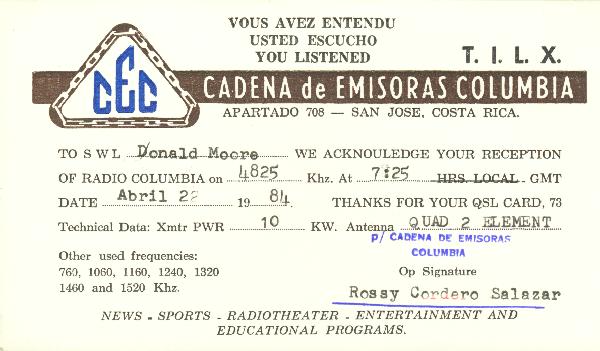 VOUS AVEZ ENTENDU
USTED ESCUCHO
YOU LISTENED
T. I. L. X.
CEC
CADENA de EMISORAS COLUMBIA
APARTADO 708 — SAN JOSE, COSTA RICA.
TO S W L Donald Moore WE ACKNOULEDGE YOUR RECEPTION
OF RADIO COLUMBIA on 4825 Khz. At 7:25 HRS. LOCAL GMT
DATE Abril 22 1984. THANKS FOR YOUR QSL CARD, 73
Technical Data: Xmtr PWR 10 KW. Antenna QUAD 2 ELEMENT
p/ CADENA DE EMISORAS
COLUMBIA
Other used frequencies:
760, 1060, 1160, 1240, 1320
1460 and 1520 Khz.
Op Signature
Rossy Cordero Salazar
NEWS - SPORTS - RADIOTHEATER - ENTERTAINMENT AND
EDUCATIONAL PROGRAMS.